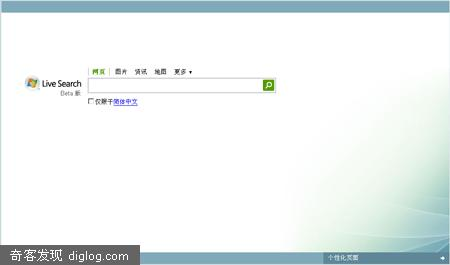 网页 图片 资讯 地图 更多
Live Search
Beta 版
仅限于简体中文
奇客发现 diglog.com
个性化页面